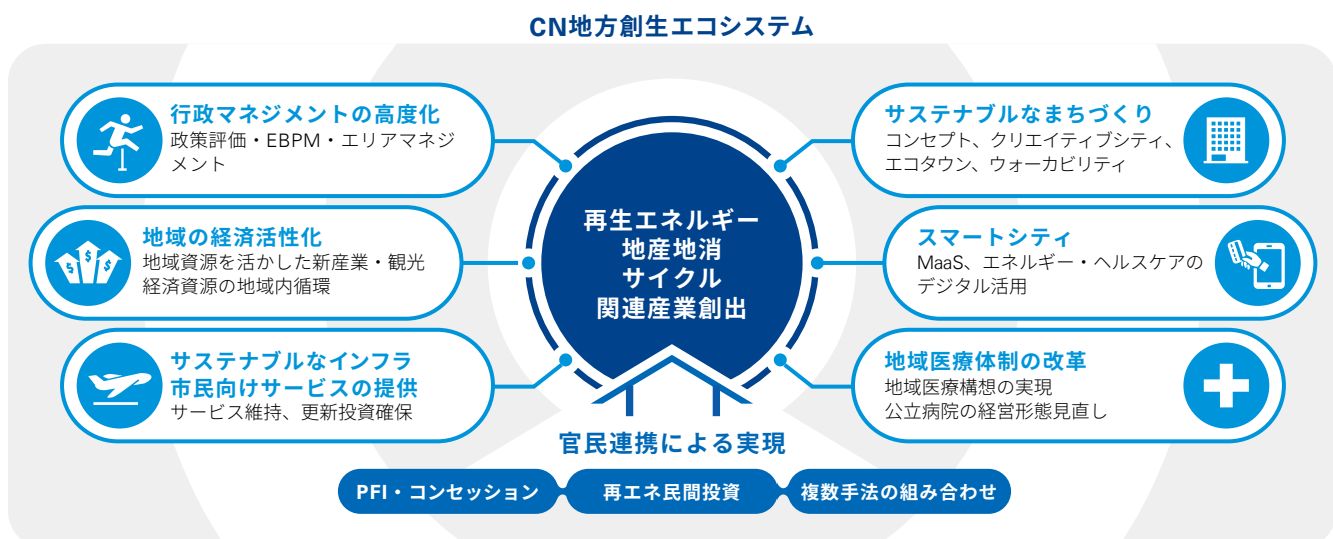 CN地方創生エコシステム
行政マネジメントの高度化
政策評価・EBPM・エリアマネジ
メント
地域の経済活性化
地域資源を活かした新産業・観光
経済資源の地域内循環
サステナブルなインフラ
市民向けサービスの提供
サービス維持、更新投資確保
再生エネルギー
地産地消
サイクル
関連産業創出
サステナブルなまちづくり
コンセプト、クリエイティブシティ、
エコタウン、ウォーカビリティ
スマートシティ
MaaS、エネルギー・ヘルスケアの
デジタル活用
地域医療体制の改革
地域医療構想の実現
公立病院の経営形態見直し
官民連携による実現
PFI・コンセッション
再エネ民間投資
複数手法の組み合わせ